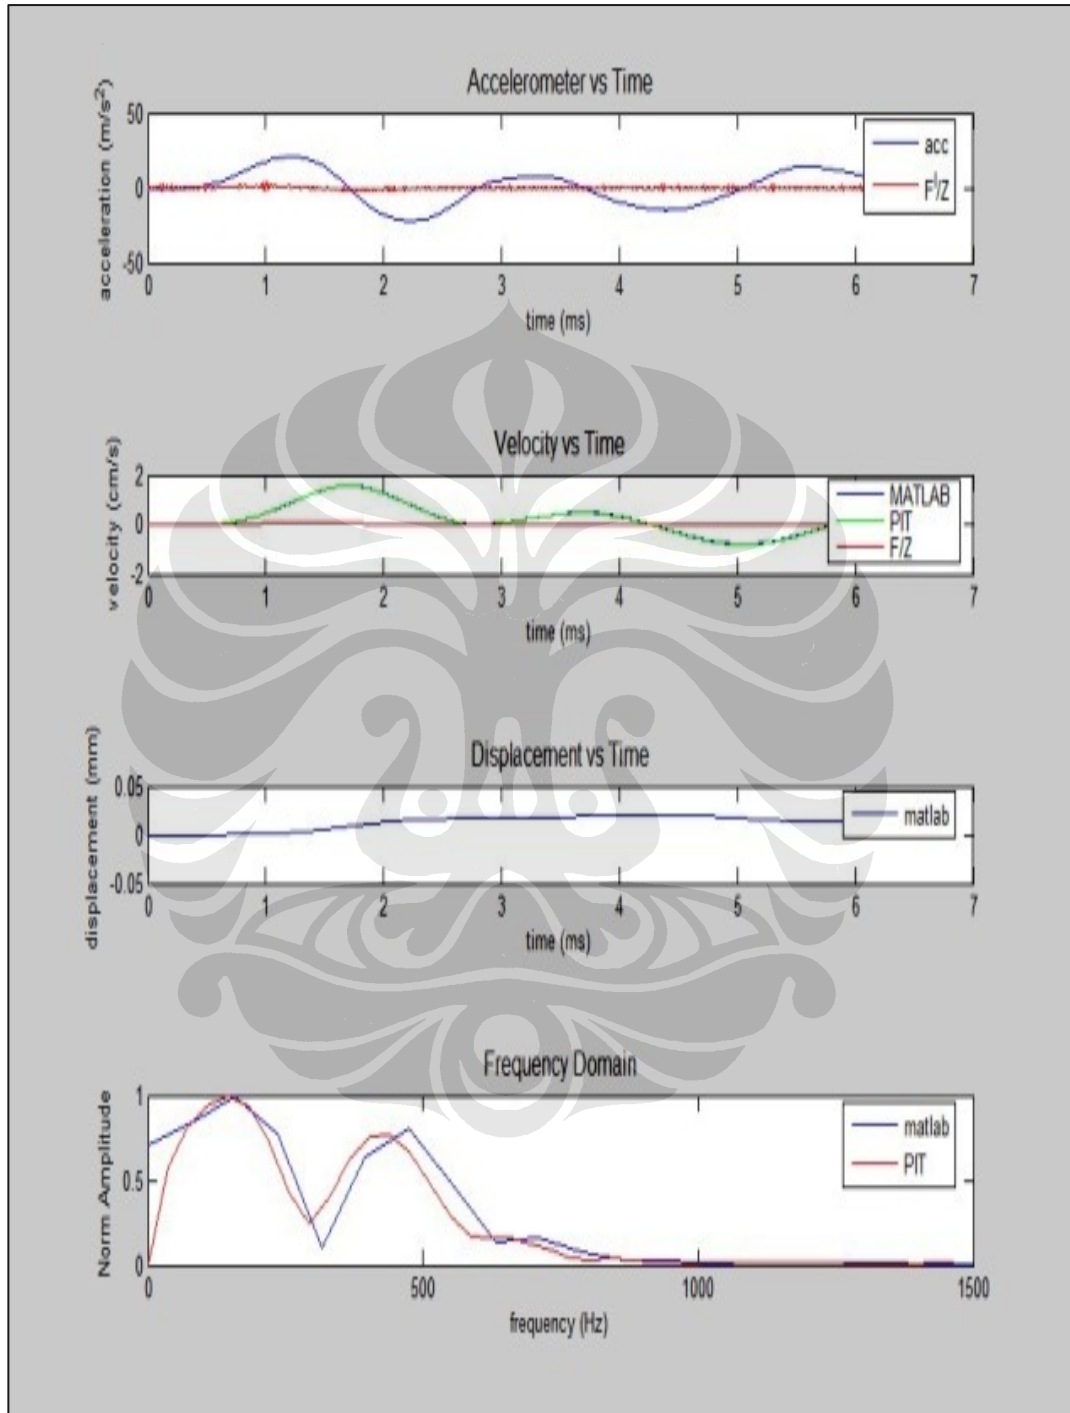 Accelerometer vs Time
acceleration (m/s²)
50
0
-50
0 1 2 3 4 5 6 7
time (ms)
acc
F'/Z
Velocity vs Time
velocity (cm/s)
2
0
-2
0 1 2 3 4 5 6 7
time (ms)
MATLAB
PIT
F/Z
Displacement vs Time
displacement (mm)
0.05
0
-0.05
0 1 2 3 4 5 6 7
time (ms)
matlab
Frequency Domain
Norm Amplitude
1
0.5
0
0 500 1000 1500
frequency (Hz)
matlab
PIT